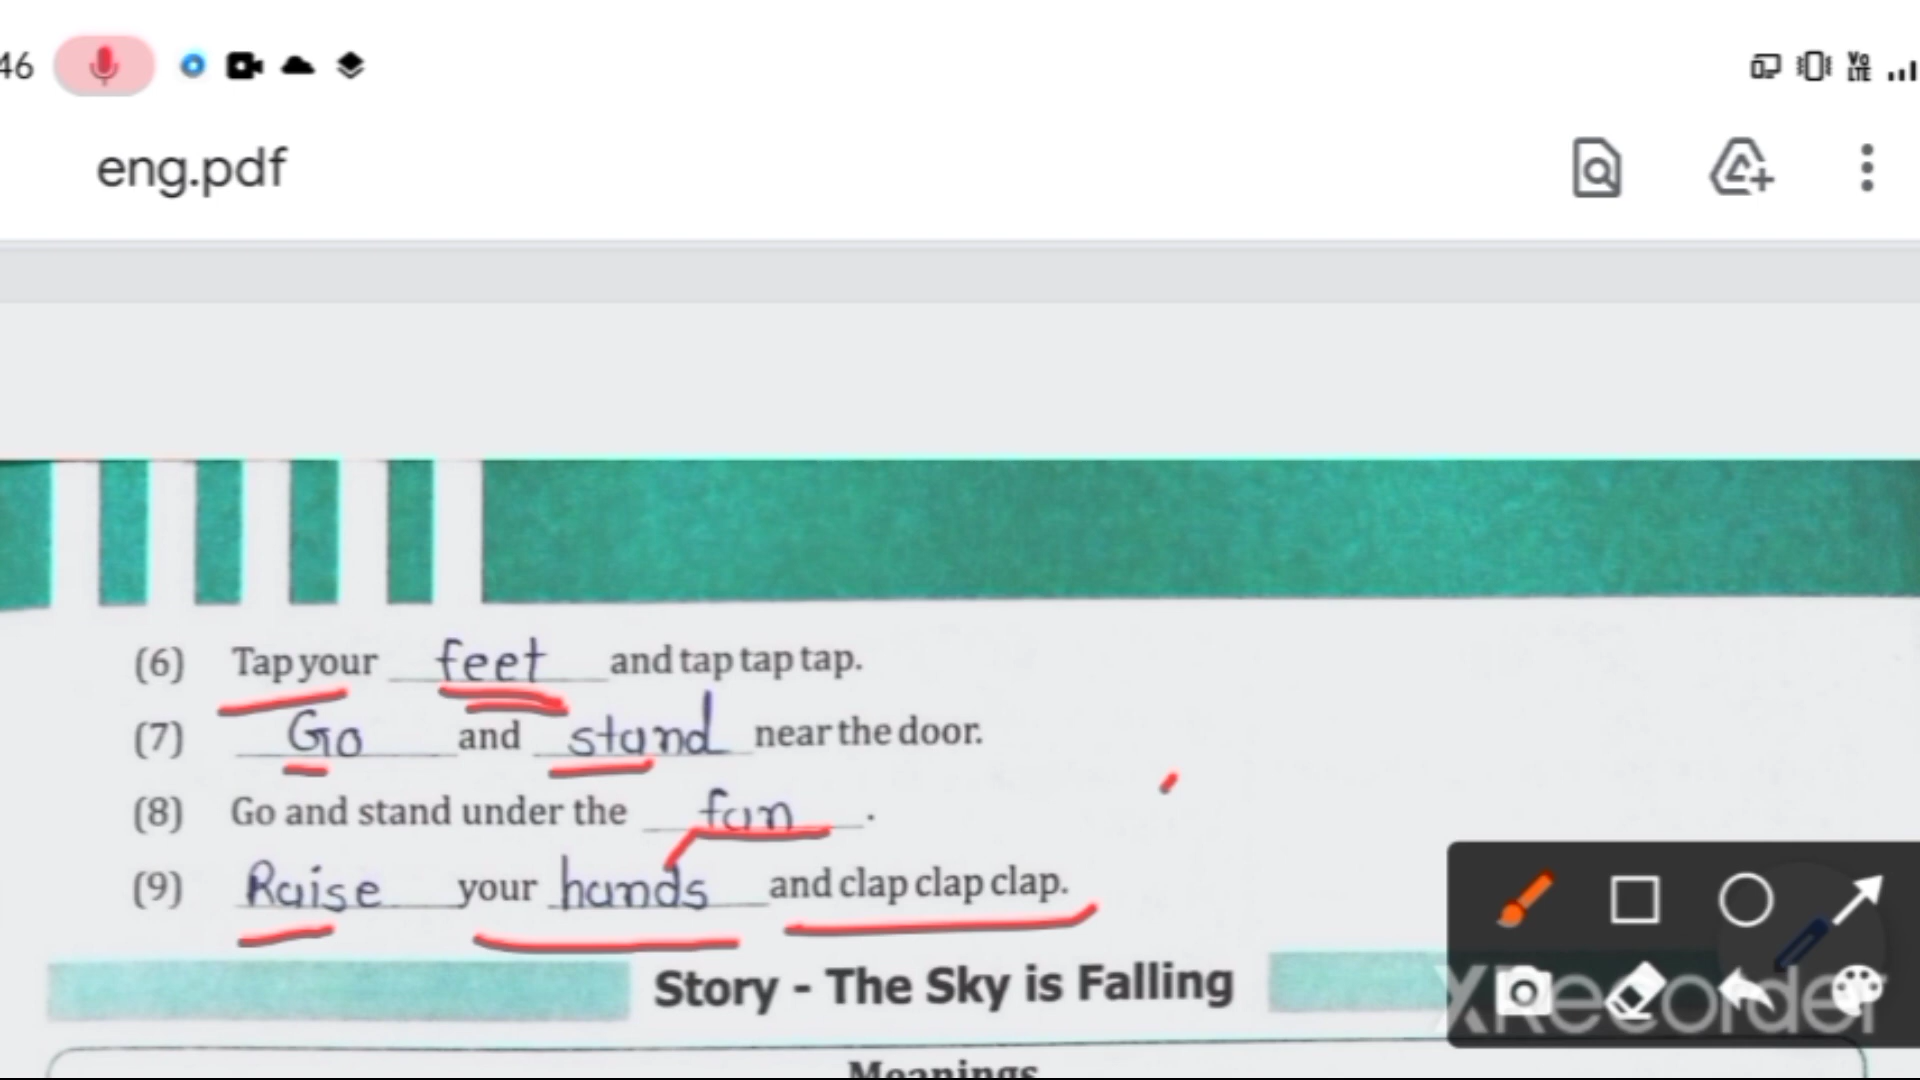 46
eng.pdf
(6) Tap your feet and tap tap tap.
(7) Go and stand near the door.
(8) Go and stand under the fan.
(9) Raise your hands and clap clap clap.
Story - The Sky is Falling
Meanings
XRecorder